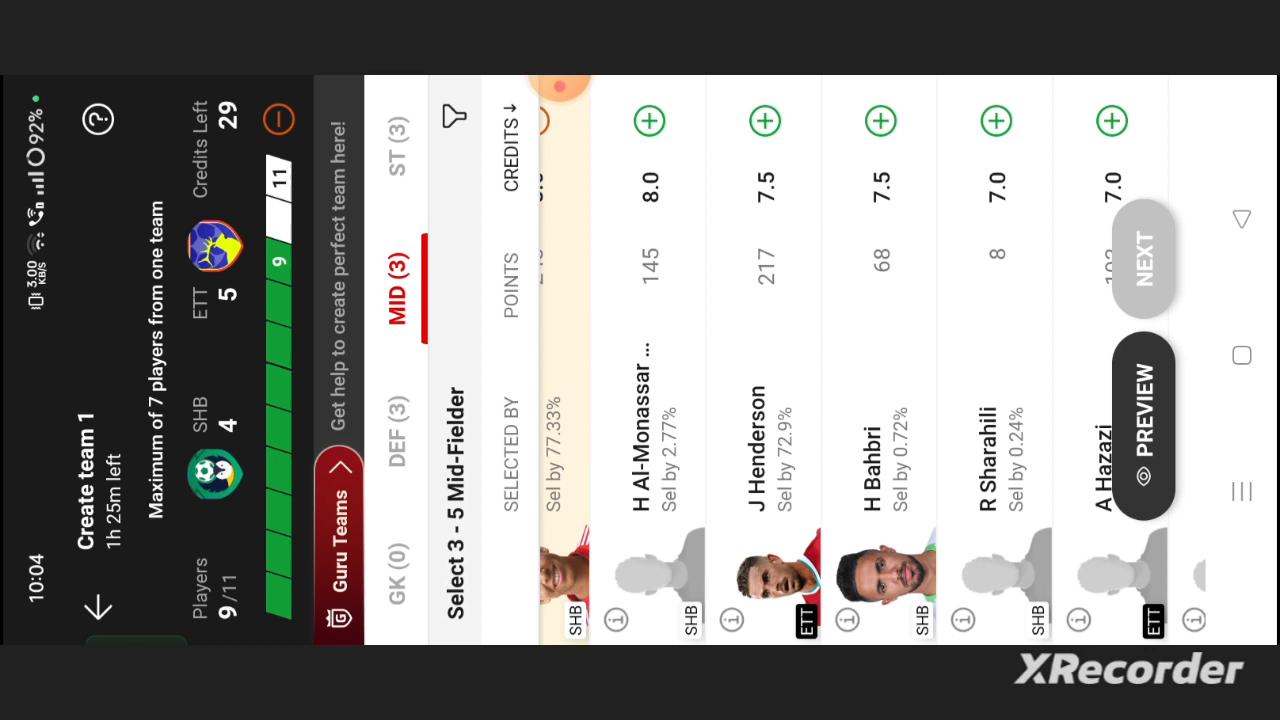 10:04
3.00 KB/S
92%
Create team 1
1h 25m left
Maximum of 7 players from one team
Players
9 /11
SHB
4
ETT
5
Credits Left
29
9
11
Guru Teams
Get help to create perfect team here!
GK (0)
DEF (3)
MID (3)
ST (3)
Select 3 - 5 Mid-Fielder
SELECTED BY
POINTS
CREDITS
Sel by 77.33%
SHB
H Al-Monassar ...
Sel by 2.77%
145
8.0
SHB
J Henderson
Sel by 72.9%
217
7.5
ETT
H Bahbri
Sel by 0.72%
68
7.5
SHB
R Sharahili
Sel by 0.24%
8
7.0
SHB
A Hazazi
7.0
ETT
PREVIEW
NEXT
XRecorder